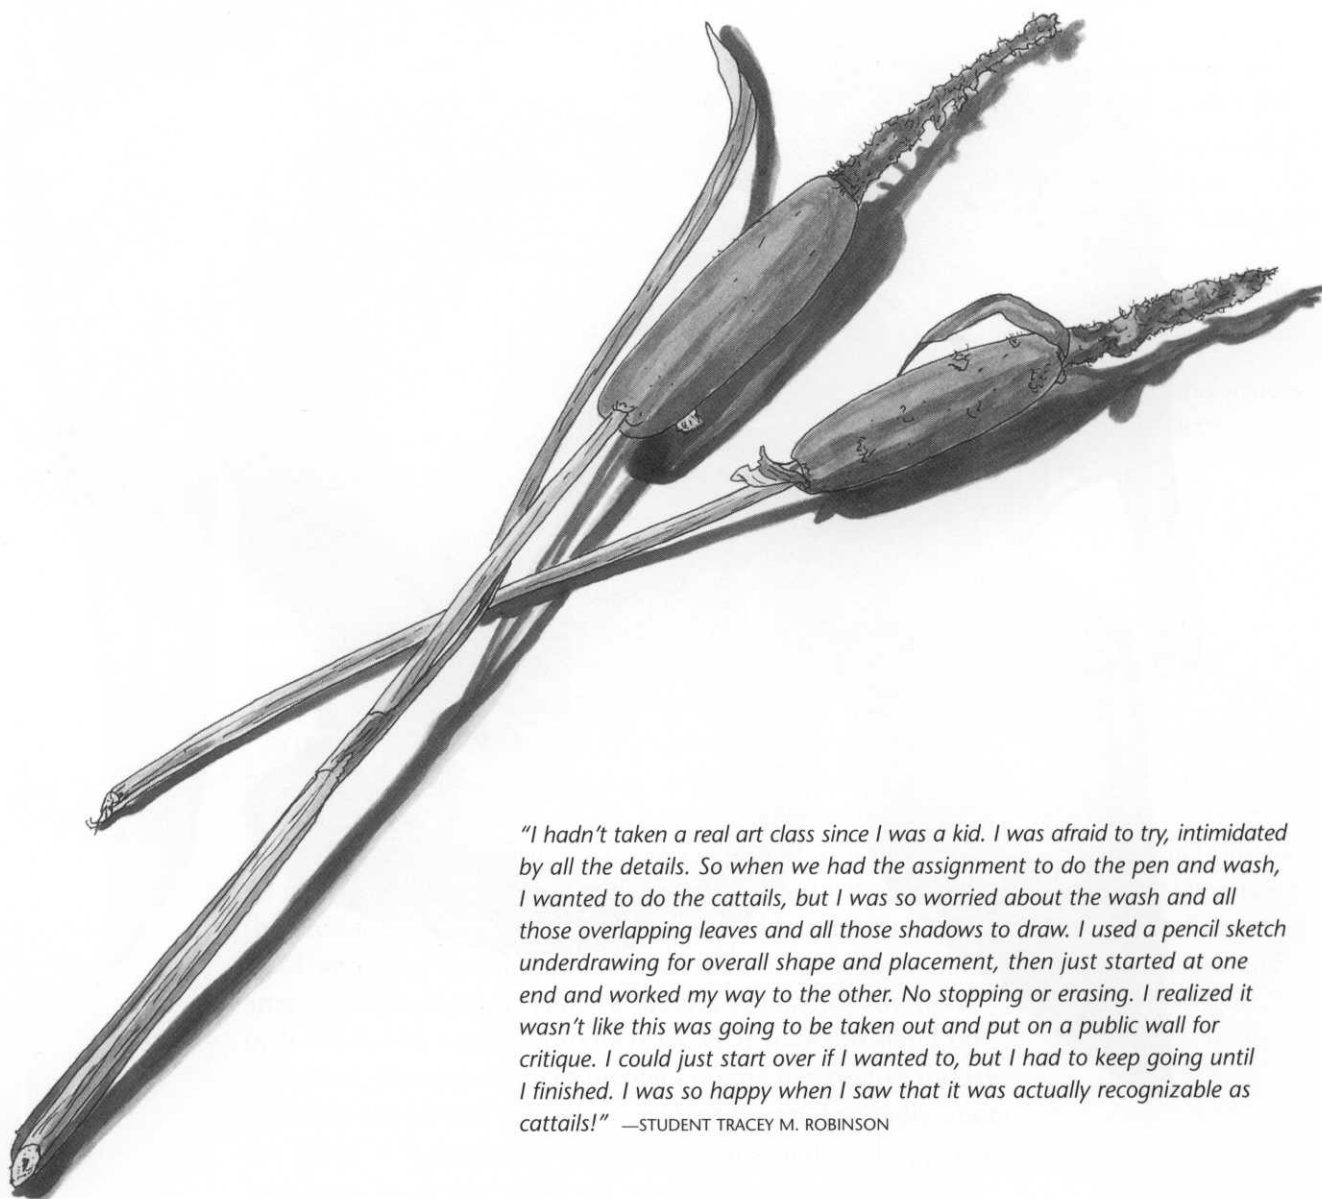 “I hadn’t taken a real art class since I was a kid. I was afraid to try, intimidated
by all the details. So when we had the assignment to do the pen and wash,
I wanted to do the cattails, but I was so worried about the wash and all
those overlapping leaves and all those shadows to draw. I used a pencil sketch
underdrawing for overall shape and placement, then just started at one
end and worked my way to the other. No stopping or erasing. I realized it
wasn’t like this was going to be taken out and put on a public wall for
critique. I could just start over if I wanted to, but I had to keep going until
I finished. I was so happy when I saw that it was actually recognizable as
cattails!” —STUDENT TRACEY M. ROBINSON